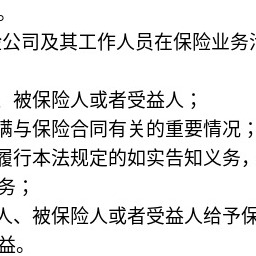 。
公司及其工作人员在保险业务
、被保险人或者受益人；
瞒与保险合同有关的重要情况；
履行本法规定的如实告知义务，
务；
人、被保险人或者受益人给予保
益。